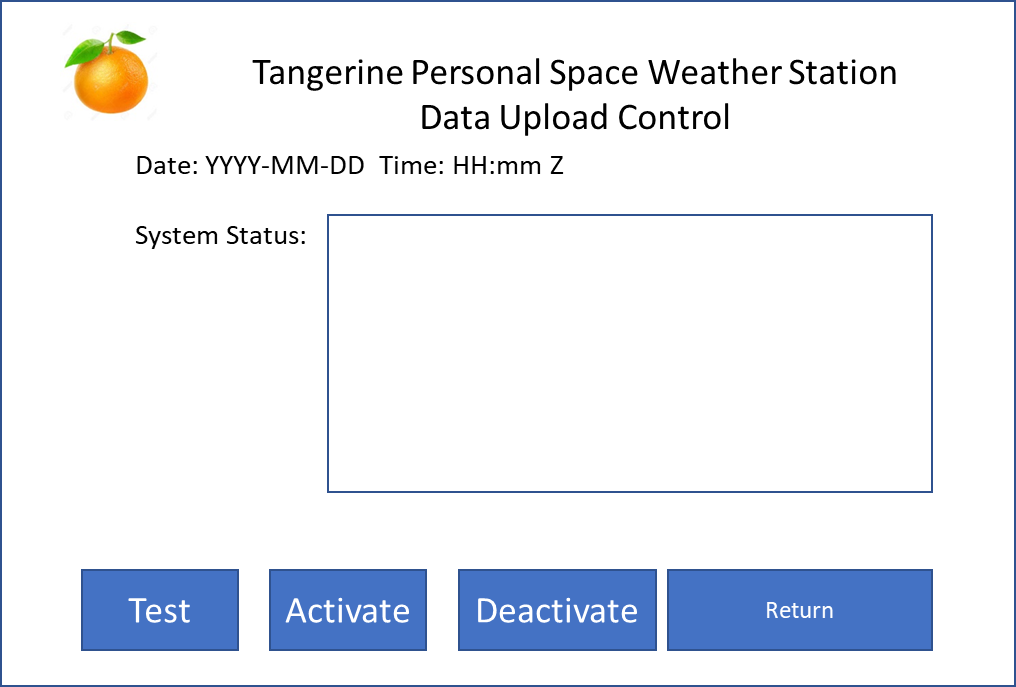 Tangerine Personal Space Weather Station
Data Upload Control
Date: YYYY-MM-DD  Time: HH:mm Z
System Status:
Test
Activate
Deactivate
Return